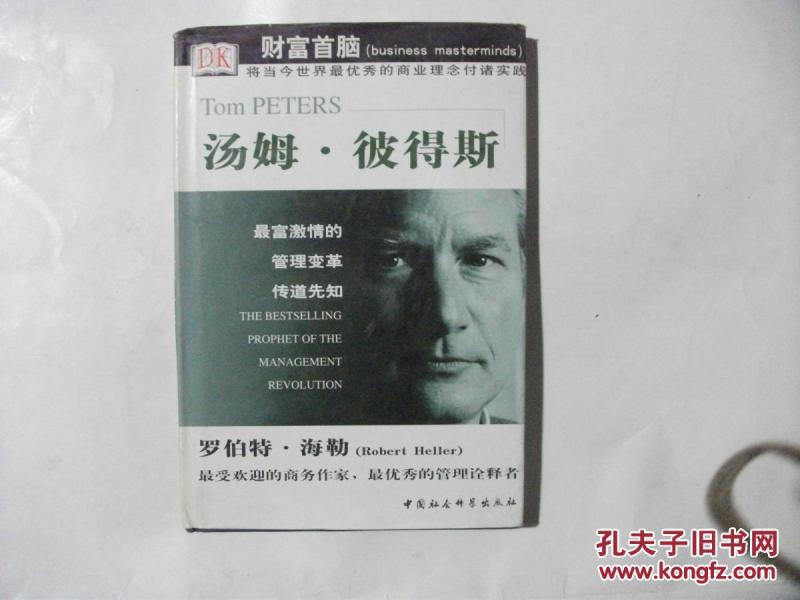 DK
财富首脑 (business masterminds)
将当今世界最优秀的商业理念付诸实践
Tom PETERS
汤姆·彼得斯
最富激情的
管理变革
传道先知
THE BESTSELLING
PROPHET OF THE
MANAGEMENT
REVOLUTION
罗伯特·海勒 (Robert Heller)
最受欢迎的商务作家，最优秀的管理诠释者
中国社会科学出版社
孔夫子旧书网
www.kongfz.com